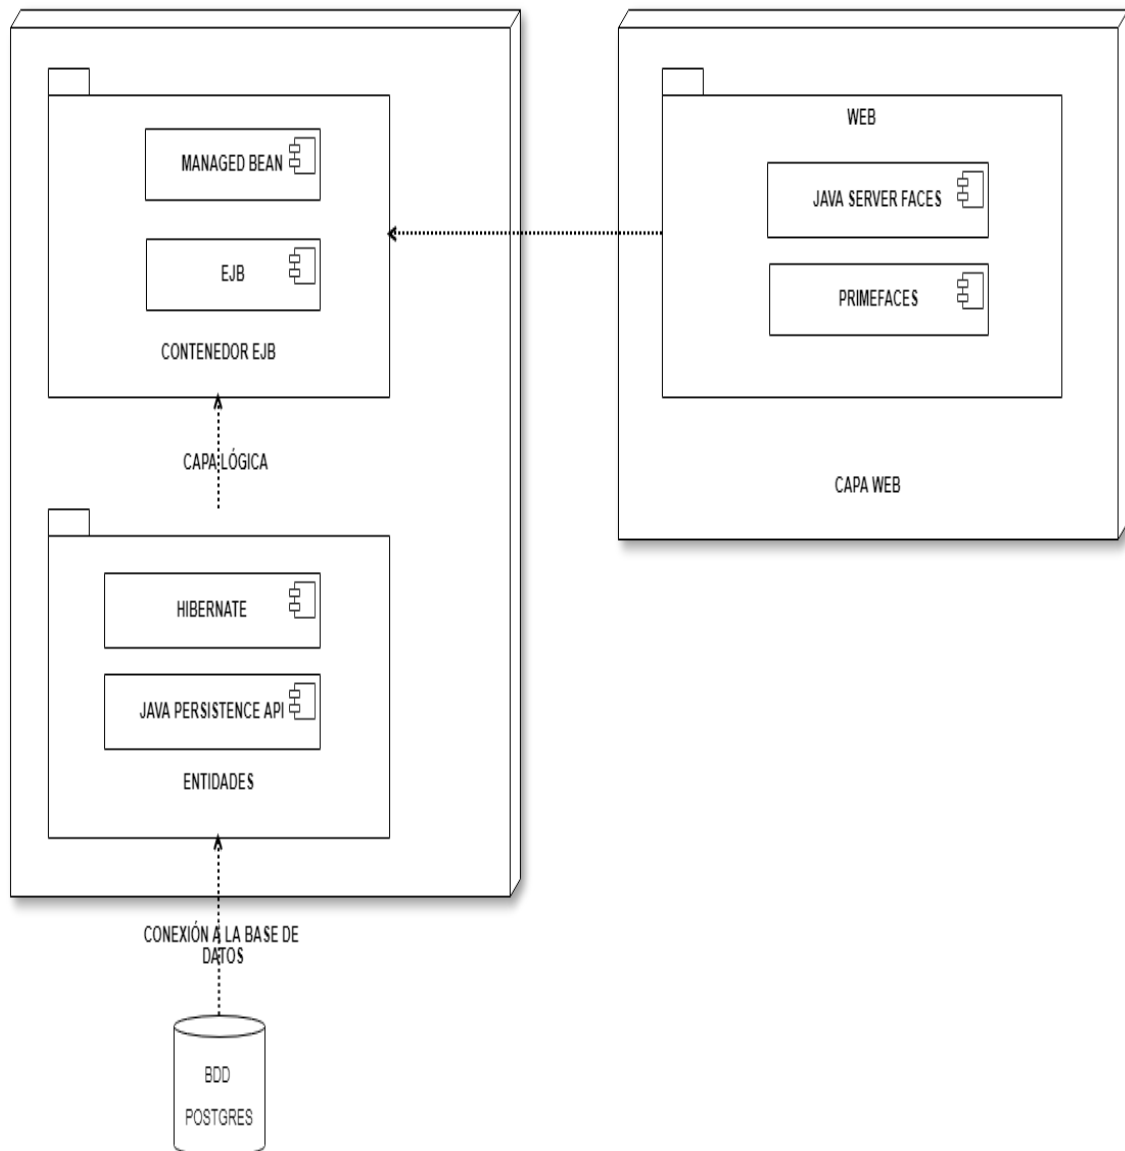 MANAGED BEAN
EJB
CONTENEDOR EJB
CAPA LÓGICA
HIBERNATE
JAVA PERSISTENCE API
ENTIDADES
CONEXIÓN A LA BASE DE
DATOS
BDD
POSTGRES
WEB
JAVA SERVER FACES
PRIMEFACES
CAPA WEB